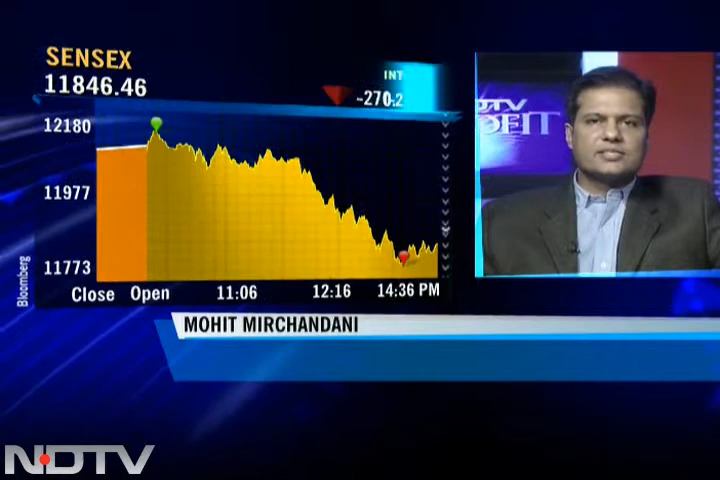 SENSEX
11846.46
INT
-270.2
12180
11977
11773
Close Open 11:06 12:16 14:36 PM
Bloomberg
NDTV
MOHIT MIRCHANDANI
NDTV